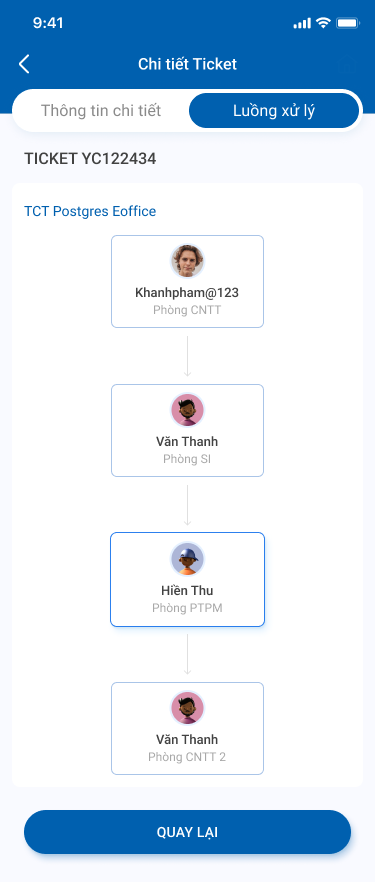 9:41
Chi tiết Ticket
Thông tin chi tiết
Luồng xử lý
TICKET YC122434
TCT Postgres Eoffice
Khanhpham@123
Phòng CNTT
Văn Thanh
Phòng SI
Hiền Thu
Phòng PTPM
Văn Thanh
Phòng CNTT 2
QUAY LẠI